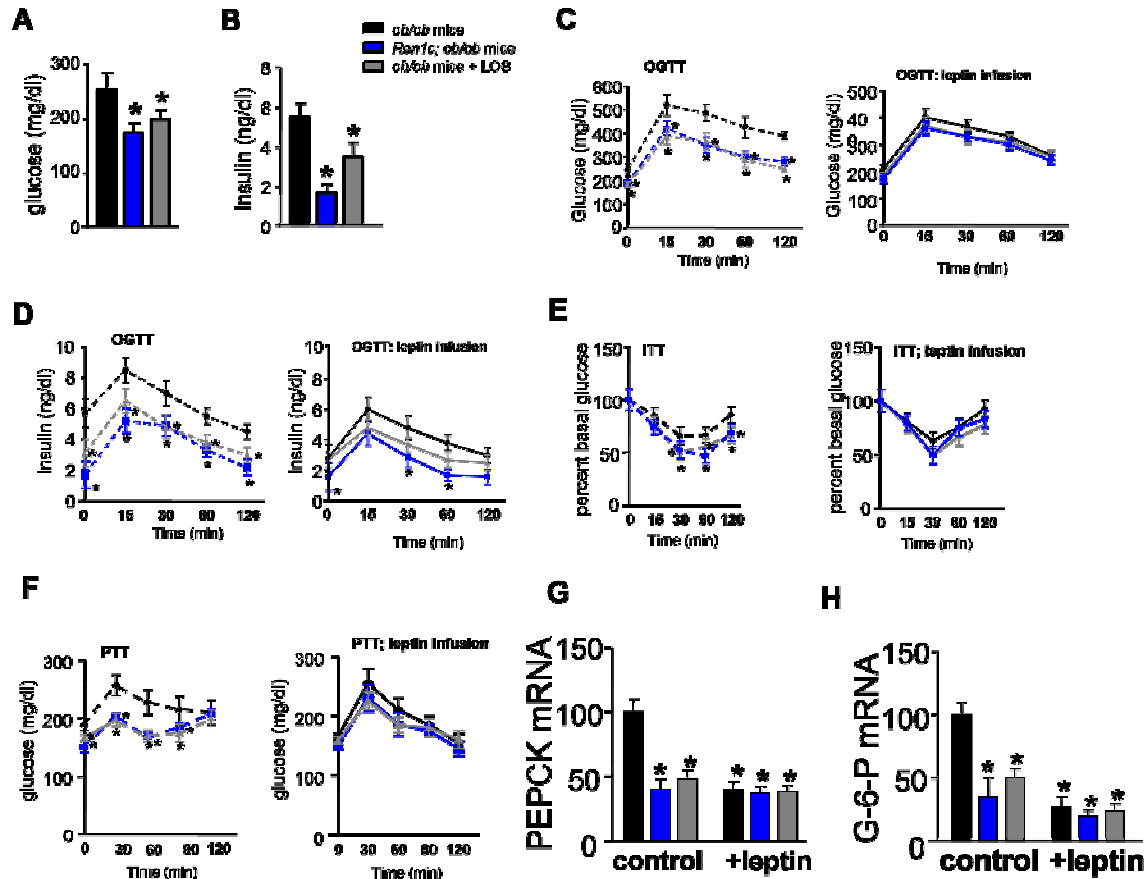 A
B
ob/ob mice
Ren1c; ob/ob mice
ob/ob mice + LOS
C
glucose (mg/dl)
300
200
100
0
*
*
Insulin (ng/dl)
8
6
4
2
0
*
*
OGTT
Glucose (mg/dl)
600
500
400
300
200
100
0
0 15 30 60 120
Time (min)
OGTT: leptin infusion
Glucose (mg/dl)
500
40
300
200
100
0
0 15 30 60 120
Time (min)
D
OGTT
Insulin (ng/dl)
10
8
6
4
2
0
0 15 30 60 120
Time (min)
OGTT: leptin infusion
Insulin (ng/dl)
10
8
6
4
2
0
0 15 30 60 120
Time (min)
E
ITT
percent basal glucose
150
100
50
0
0 15 30 60 120
Time (min)
ITT; leptin infusion
percent basal glucose
150
100
50
0
0 15 30 60 120
Time (min)
F
PTT
glucose (mg/dl)
300
200
100
0
0 30 60 80 120
Time (min)
PTT; leptin infusion
glucose (mg/dl)
300
200
100
0
0 30 60 80 120
Time (min)
G
PEPCK mRNA
150
100
50
0
* *
* * *
control +leptin
H
G-6-P mRNA
150
100
50
0
* *
* * *
control +leptin